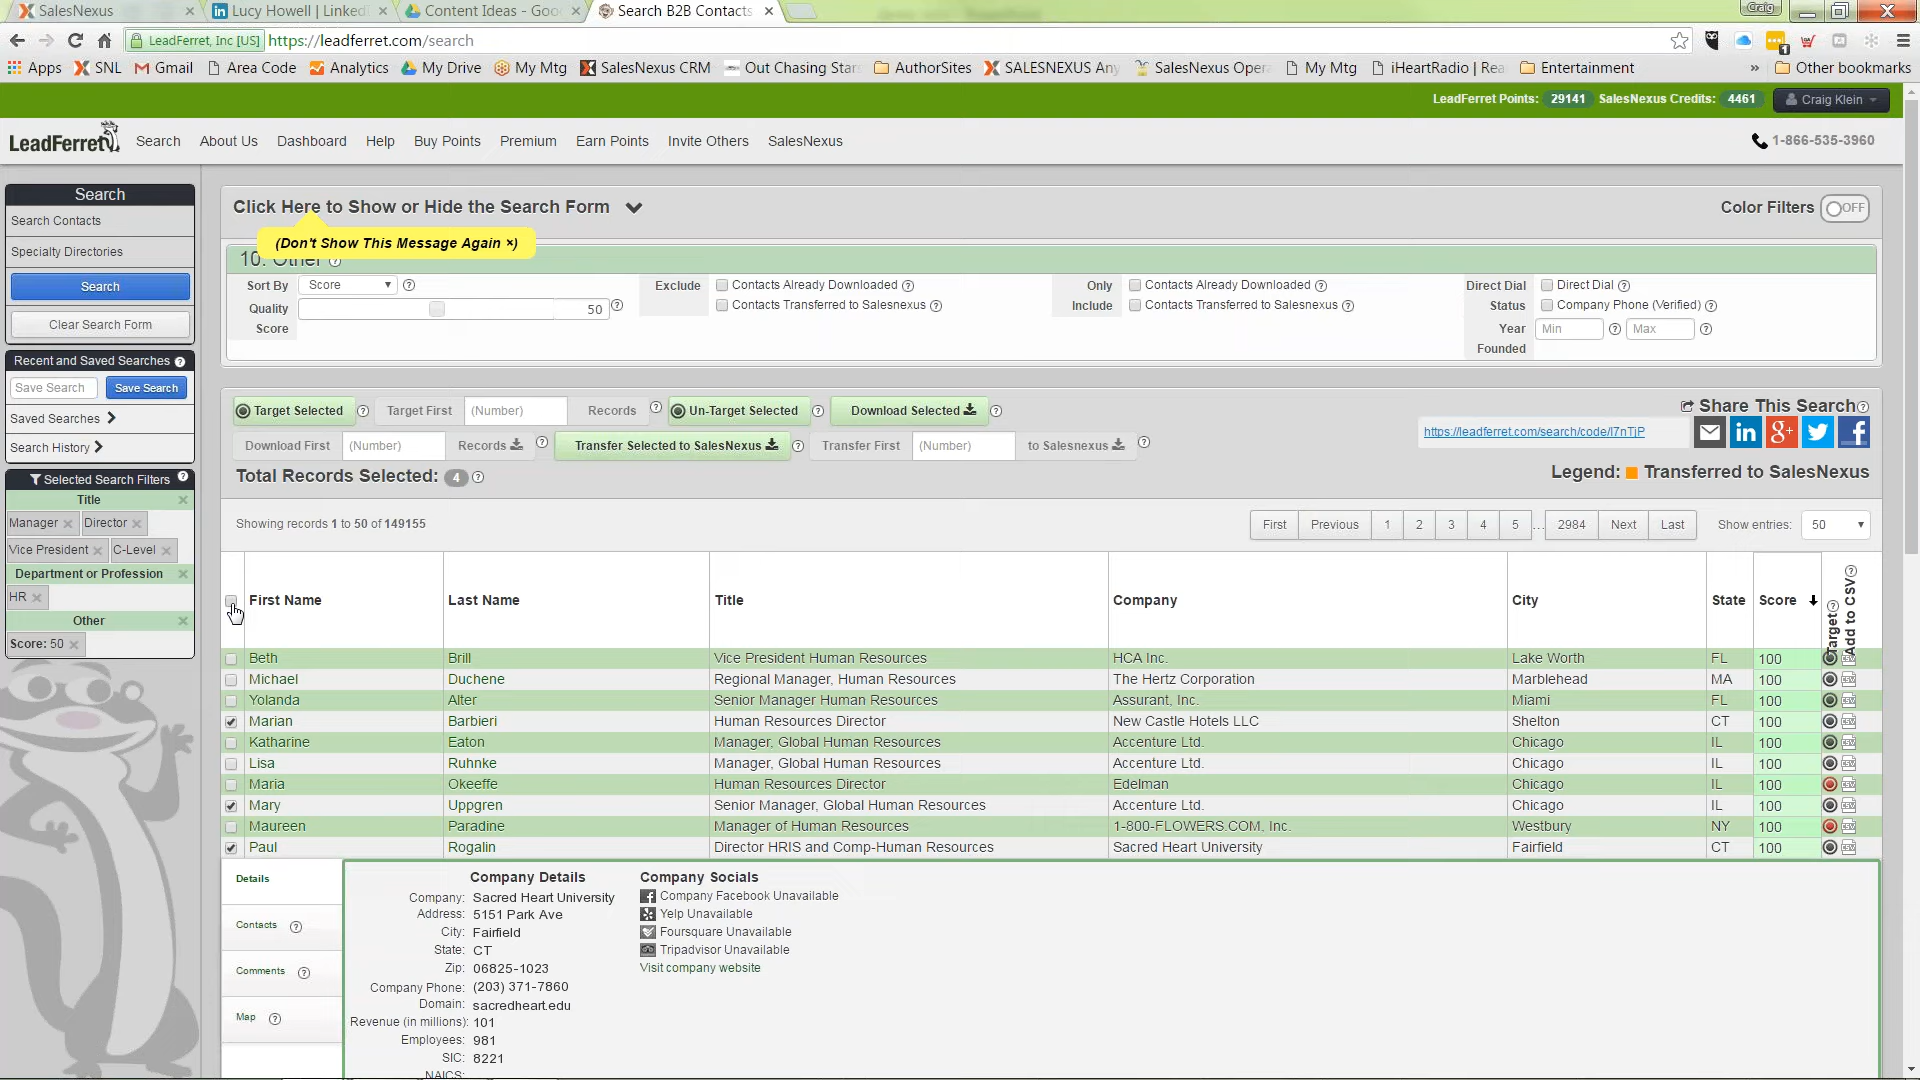 SalesNexus
Lucy Howell | Linked
Content Ideas - Goo
Search B2B Contacts
Craig
LeadFerret, Inc [US] https://leadferret.com/search
Apps SNL Gmail Area Code Analytics My Drive My Mtg SalesNexus CRM Out Chasing Star AuthorSites SALESNEXUS Any SalesNexus Opera My Mtg iHeartRadio | Rea Entertainment » Other bookmarks
LeadFerret Points: 29141 SalesNexus Credits: 4461 Craig Klein
LeadFerret Search About Us Dashboard Help Buy Points Premium Earn Points Invite Others SalesNexus 1-866-535-3960
Search
Search Contacts
Specialty Directories
Search
Clear Search Form
Recent and Saved Searches ?
Save Search Save Search
Saved Searches
Search History
Selected Search Filters ?
Title
Manager Director
Vice President C-Level
Department or Profession
HR
Other
Score: 50
Click Here to Show or Hide the Search Form
Color Filters OFF
(Don't Show This Message Again ×)
10. Other ?
Sort By Score ?
Quality Score 50 ?
Exclude Contacts Already Downloaded ?
Contacts Transferred to Salesnexus ?
Only Include Contacts Already Downloaded ?
Contacts Transferred to Salesnexus ?
Direct Dial Status Direct Dial ?
Company Phone (Verified) ?
Year Founded Min ? Max ?
Target Selected ? Target First (Number) Records ? Un-Target Selected ? Download Selected ?
Download First (Number) Records ? Transfer Selected to SalesNexus ? Transfer First (Number) to Salesnexus ?
Total Records Selected: 4 ?
Share This Search ?
https://leadferret.com/search/code/l7nTjP
Legend: Transferred to SalesNexus
Showing records 1 to 50 of 149155
First Previous 1 2 3 4 5 ... 2984 Next Last Show entries: 50
First Name Last Name Title Company City State Score Target? Add to CSV?
Beth Brill Vice President Human Resources HCA Inc. Lake Worth FL 100
Michael Duchene Regional Manager, Human Resources The Hertz Corporation Marblehead MA 100
Yolanda Alter Senior Manager Human Resources Assurant, Inc. Miami FL 100
Marian Barbieri Human Resources Director New Castle Hotels LLC Shelton CT 100
Katharine Eaton Manager, Global Human Resources Accenture Ltd. Chicago IL 100
Lisa Ruhnke Manager, Global Human Resources Accenture Ltd. Chicago IL 100
Maria Okeeffe Human Resources Director Edelman Chicago IL 100
Mary Uppgren Senior Manager, Global Human Resources Accenture Ltd. Chicago IL 100
Maureen Paradine Manager of Human Resources 1-800-FLOWERS.COM, Inc. Westbury NY 100
Paul Rogalin Director HRIS and Comp-Human Resources Sacred Heart University Fairfield CT 100
Details
Contacts ?
Comments ?
Map ?
Company Details
Company: Sacred Heart University
Address: 5151 Park Ave
City: Fairfield
State: CT
Zip: 06825-1023
Company Phone: (203) 371-7860
Domain: sacredheart.edu
Revenue (in millions): 101
Employees: 981
SIC: 8221
NAICS:
Company Socials
Company Facebook Unavailable
Yelp Unavailable
Foursquare Unavailable
Tripadvisor Unavailable
Visit company website